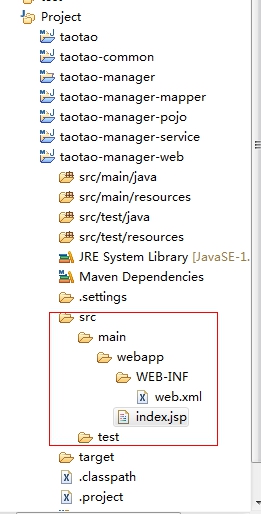 Project
taotao
taotao-common
taotao-manager
taotao-manager-mapper
taotao-manager-pojo
taotao-manager-service
taotao-manager-web
src/main/java
src/main/resources
src/test/java
src/test/resources
JRE System Library [JavaSE-1.
Maven Dependencies
.settings
src
main
webapp
WEB-INF
web.xml
index.jsp
test
target
.classpath
.project